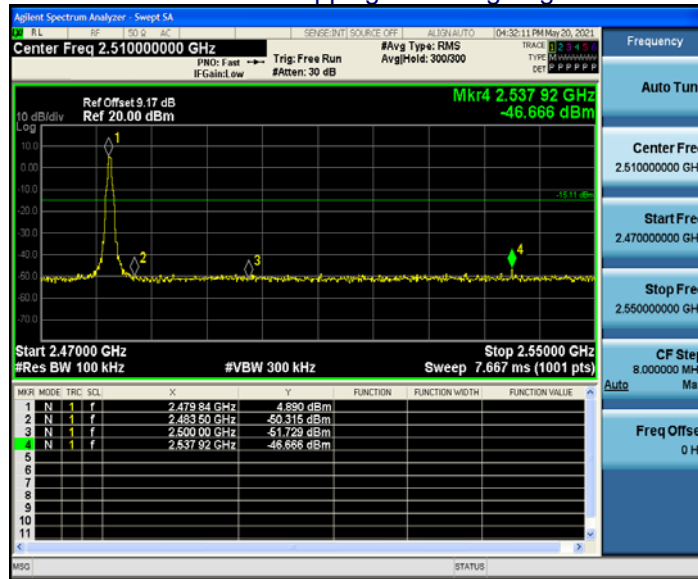 Agilent Spectrum Analyzer - Swept SA
RL RF 50 Ω AC SENSE:INT SOURCE OFF ALIGNAUTO 04:32:11 PM May 20, 2021
Center Freq 2.510000000 GHz
PNO: Fast
IFGain:Low
Trig: Free Run
#Atten: 30 dB
#Avg Type: RMS
Avg|Hold: 300/300
TRACE 1 2 3 4 5 6
TYPE M
DET P P P P P P
Ref Offset 9.17 dB
10 dB/div Ref 20.00 dBm
Log
Mkr4 2.537 92 GHz
-46.666 dBm
10.0
0.00
-10.0
-20.0
-30.0
-40.0
-50.0
-60.0
-70.0
1
2
3
4
-15.11 dBm
Start 2.47000 GHz Stop 2.55000 GHz
#Res BW 100 kHz #VBW 300 kHz Sweep 7.667 ms (1001 pts)
MKR MODE TRC SCL X Y FUNCTION FUNCTION WIDTH FUNCTION VALUE
1 N 1 f 2.479 84 GHz 4.890 dBm
2 N 1 f 2.483 50 GHz -50.315 dBm
3 N 1 f 2.500 00 GHz -51.729 dBm
4 N 1 f 2.537 92 GHz -46.666 dBm
5
6
7
8
9
10
11
MSG STATUS
Frequency
Auto Tun
Center Fre
2.510000000 GH
Start Fre
2.470000000 GH
Stop Fre
2.550000000 GH
CF Ste
8.000000 MH
Auto Ma
Freq Offse
0 H